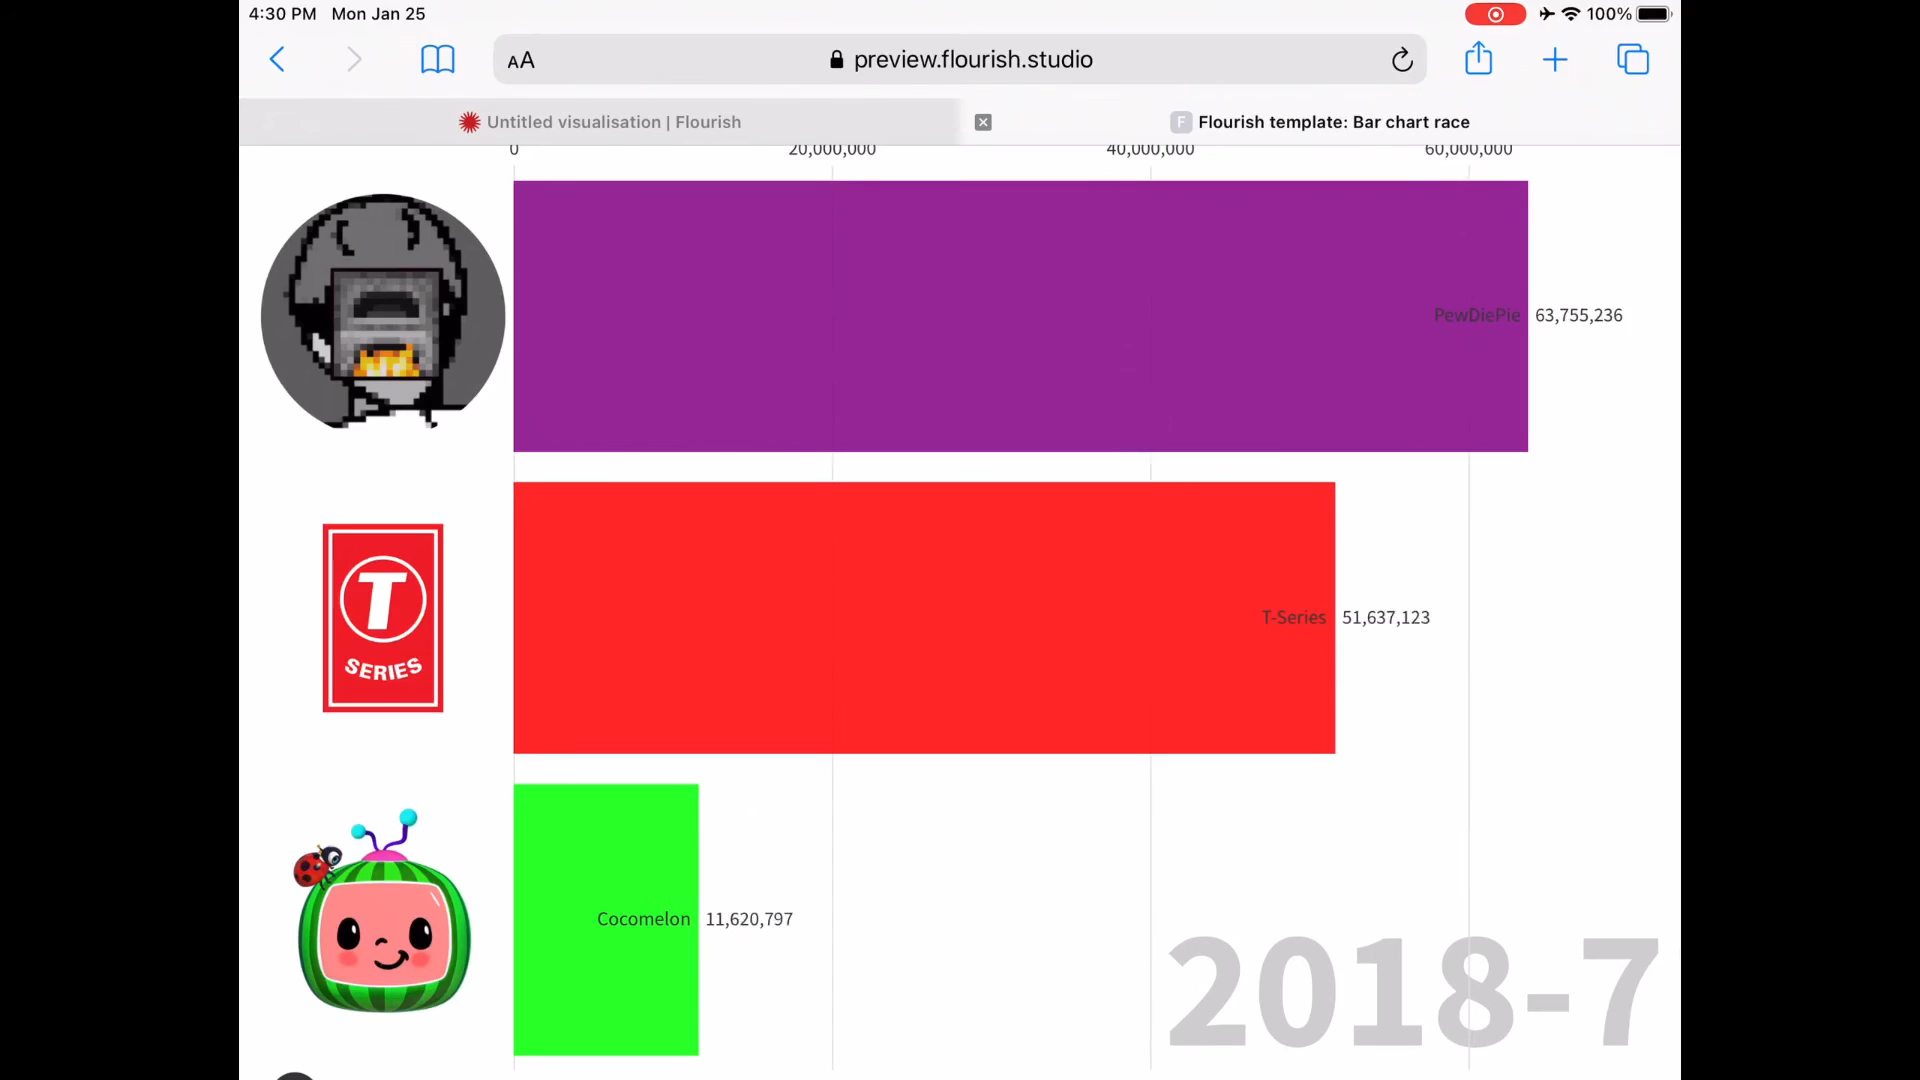 4:30 PM Mon Jan 25
100%
AA
preview.flourish.studio
Untitled visualisation | Flourish
F
Flourish template: Bar chart race
0 20,000,000 40,000,000 60,000,000
PewDiePie 63,755,236
T
SERIES
T-Series 51,637,123
Cocomelon 11,620,797
2018-7